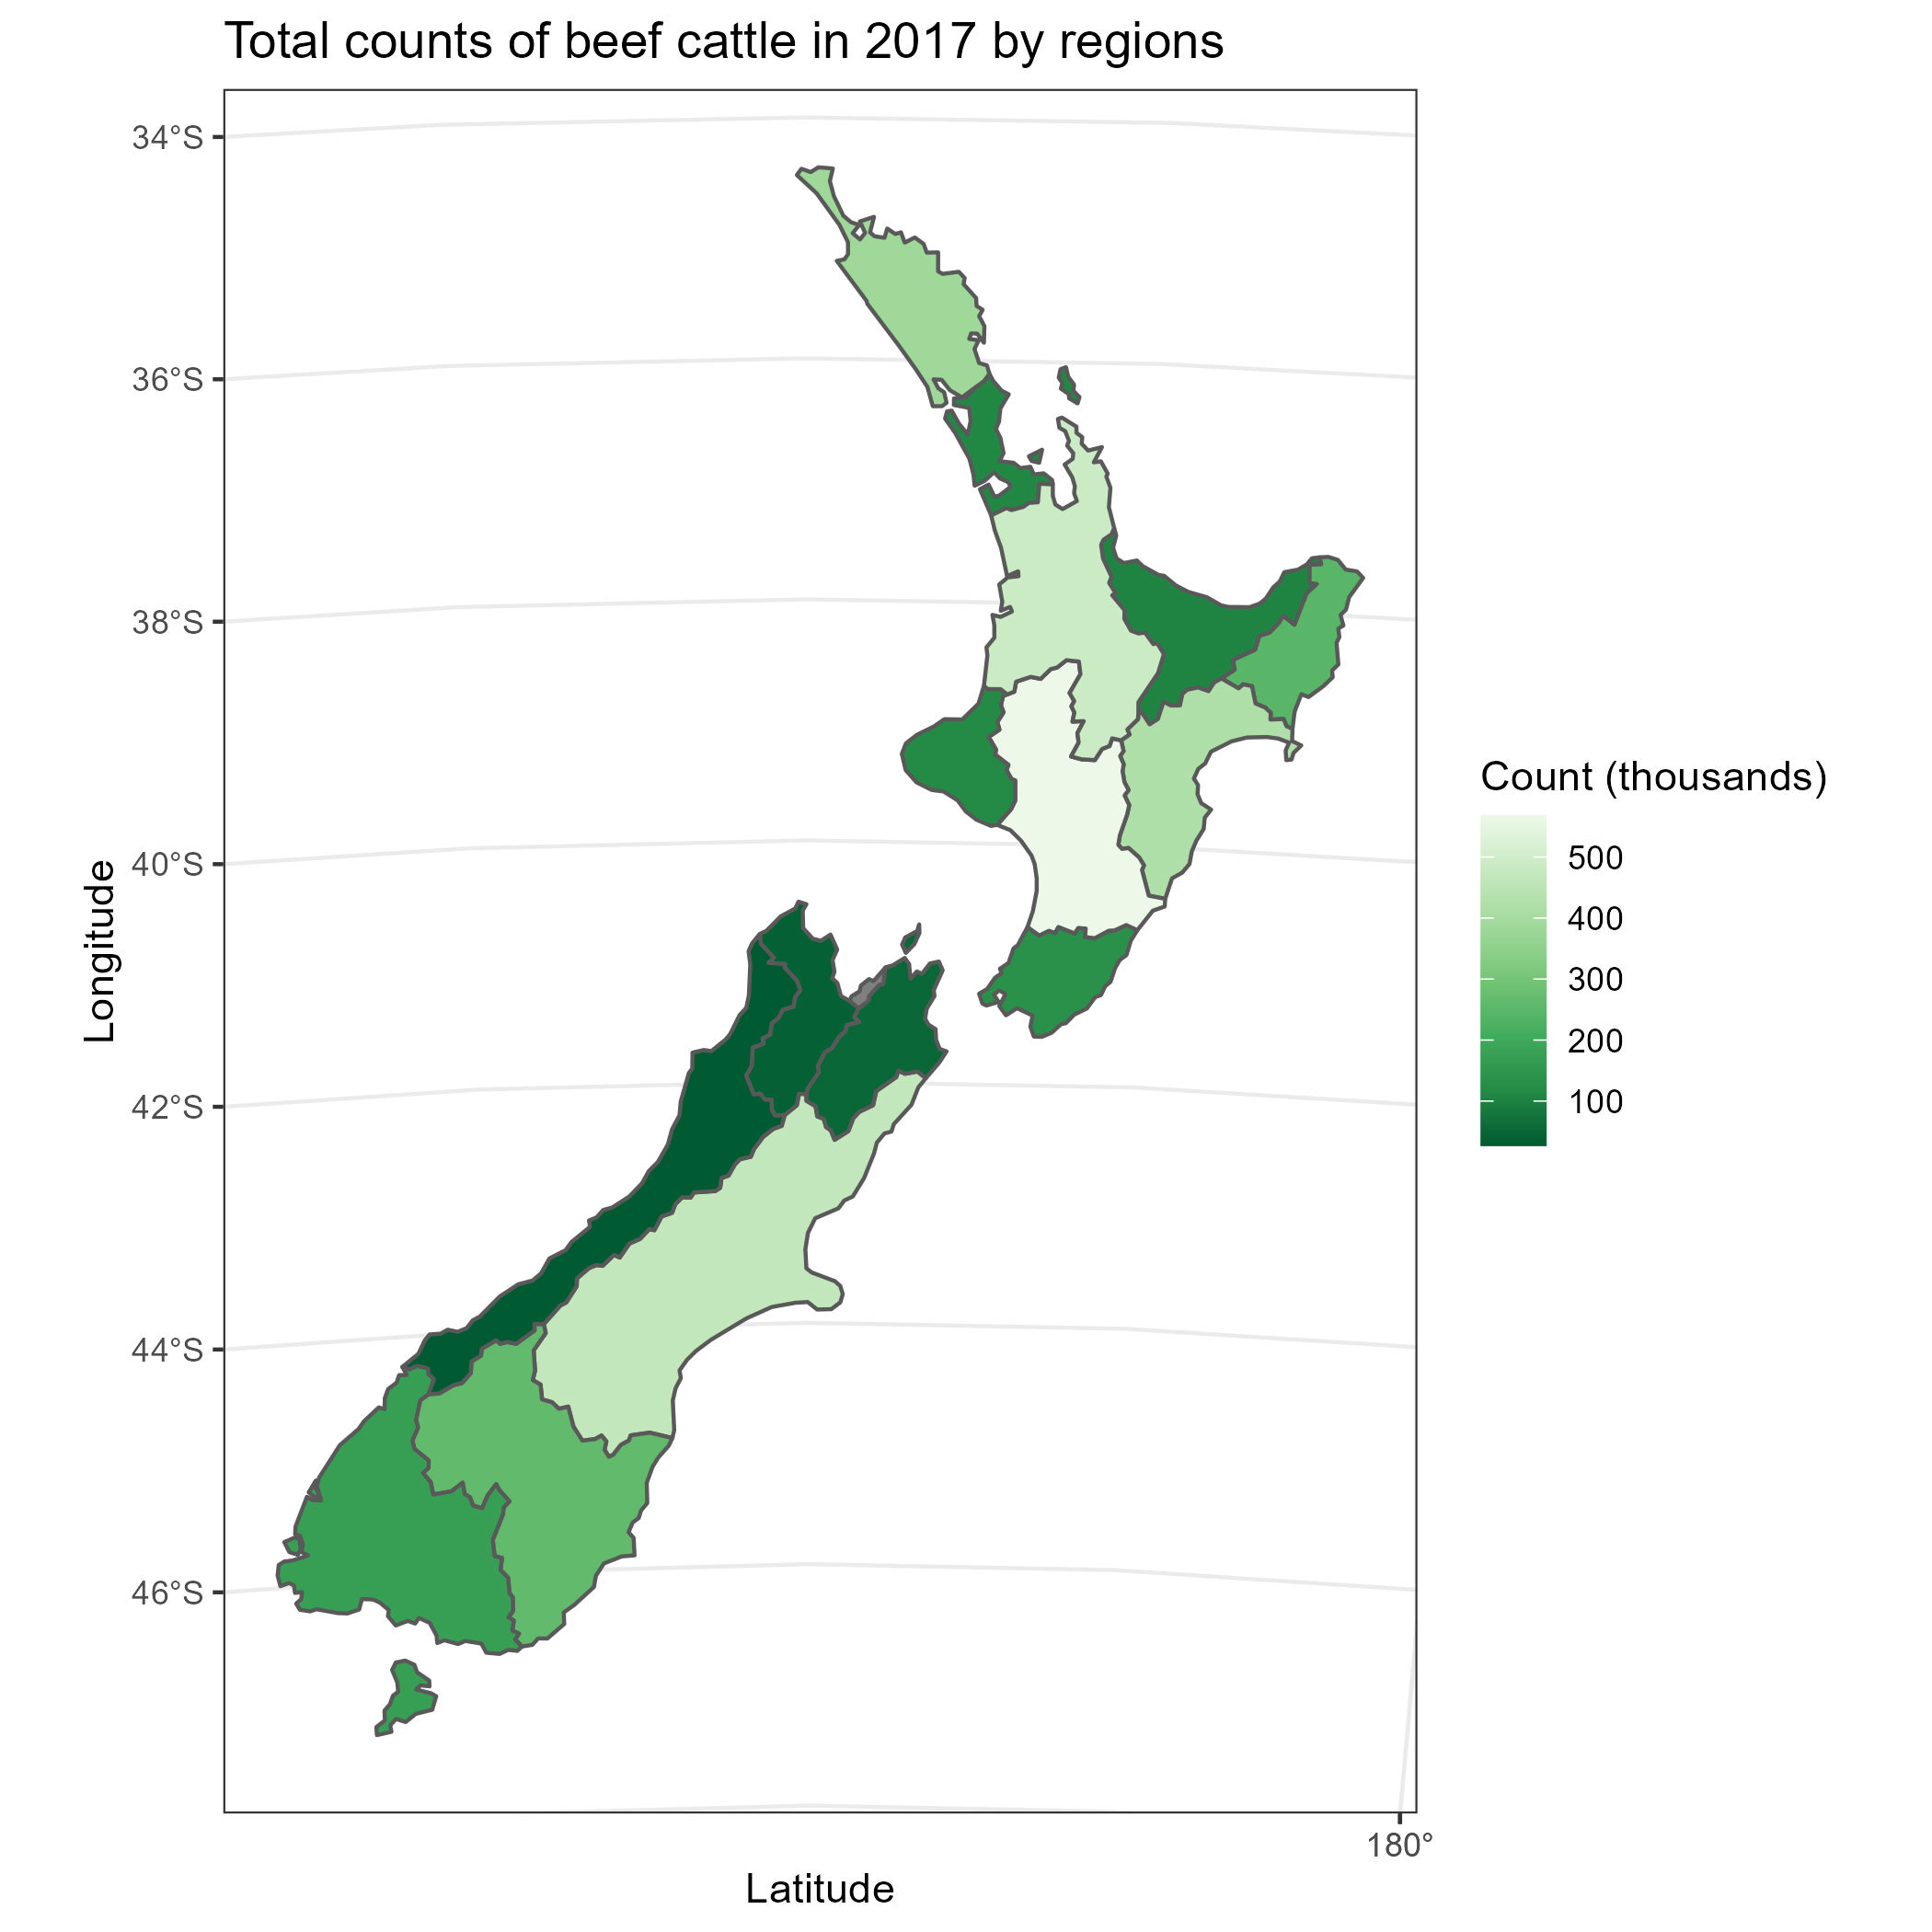 Total counts of beef cattle in 2017 by regions
34°S
36°S
38°S
40°S
42°S
44°S
46°S
Longitude
180°
Latitude
Count (thousands)
500
400
300
200
100